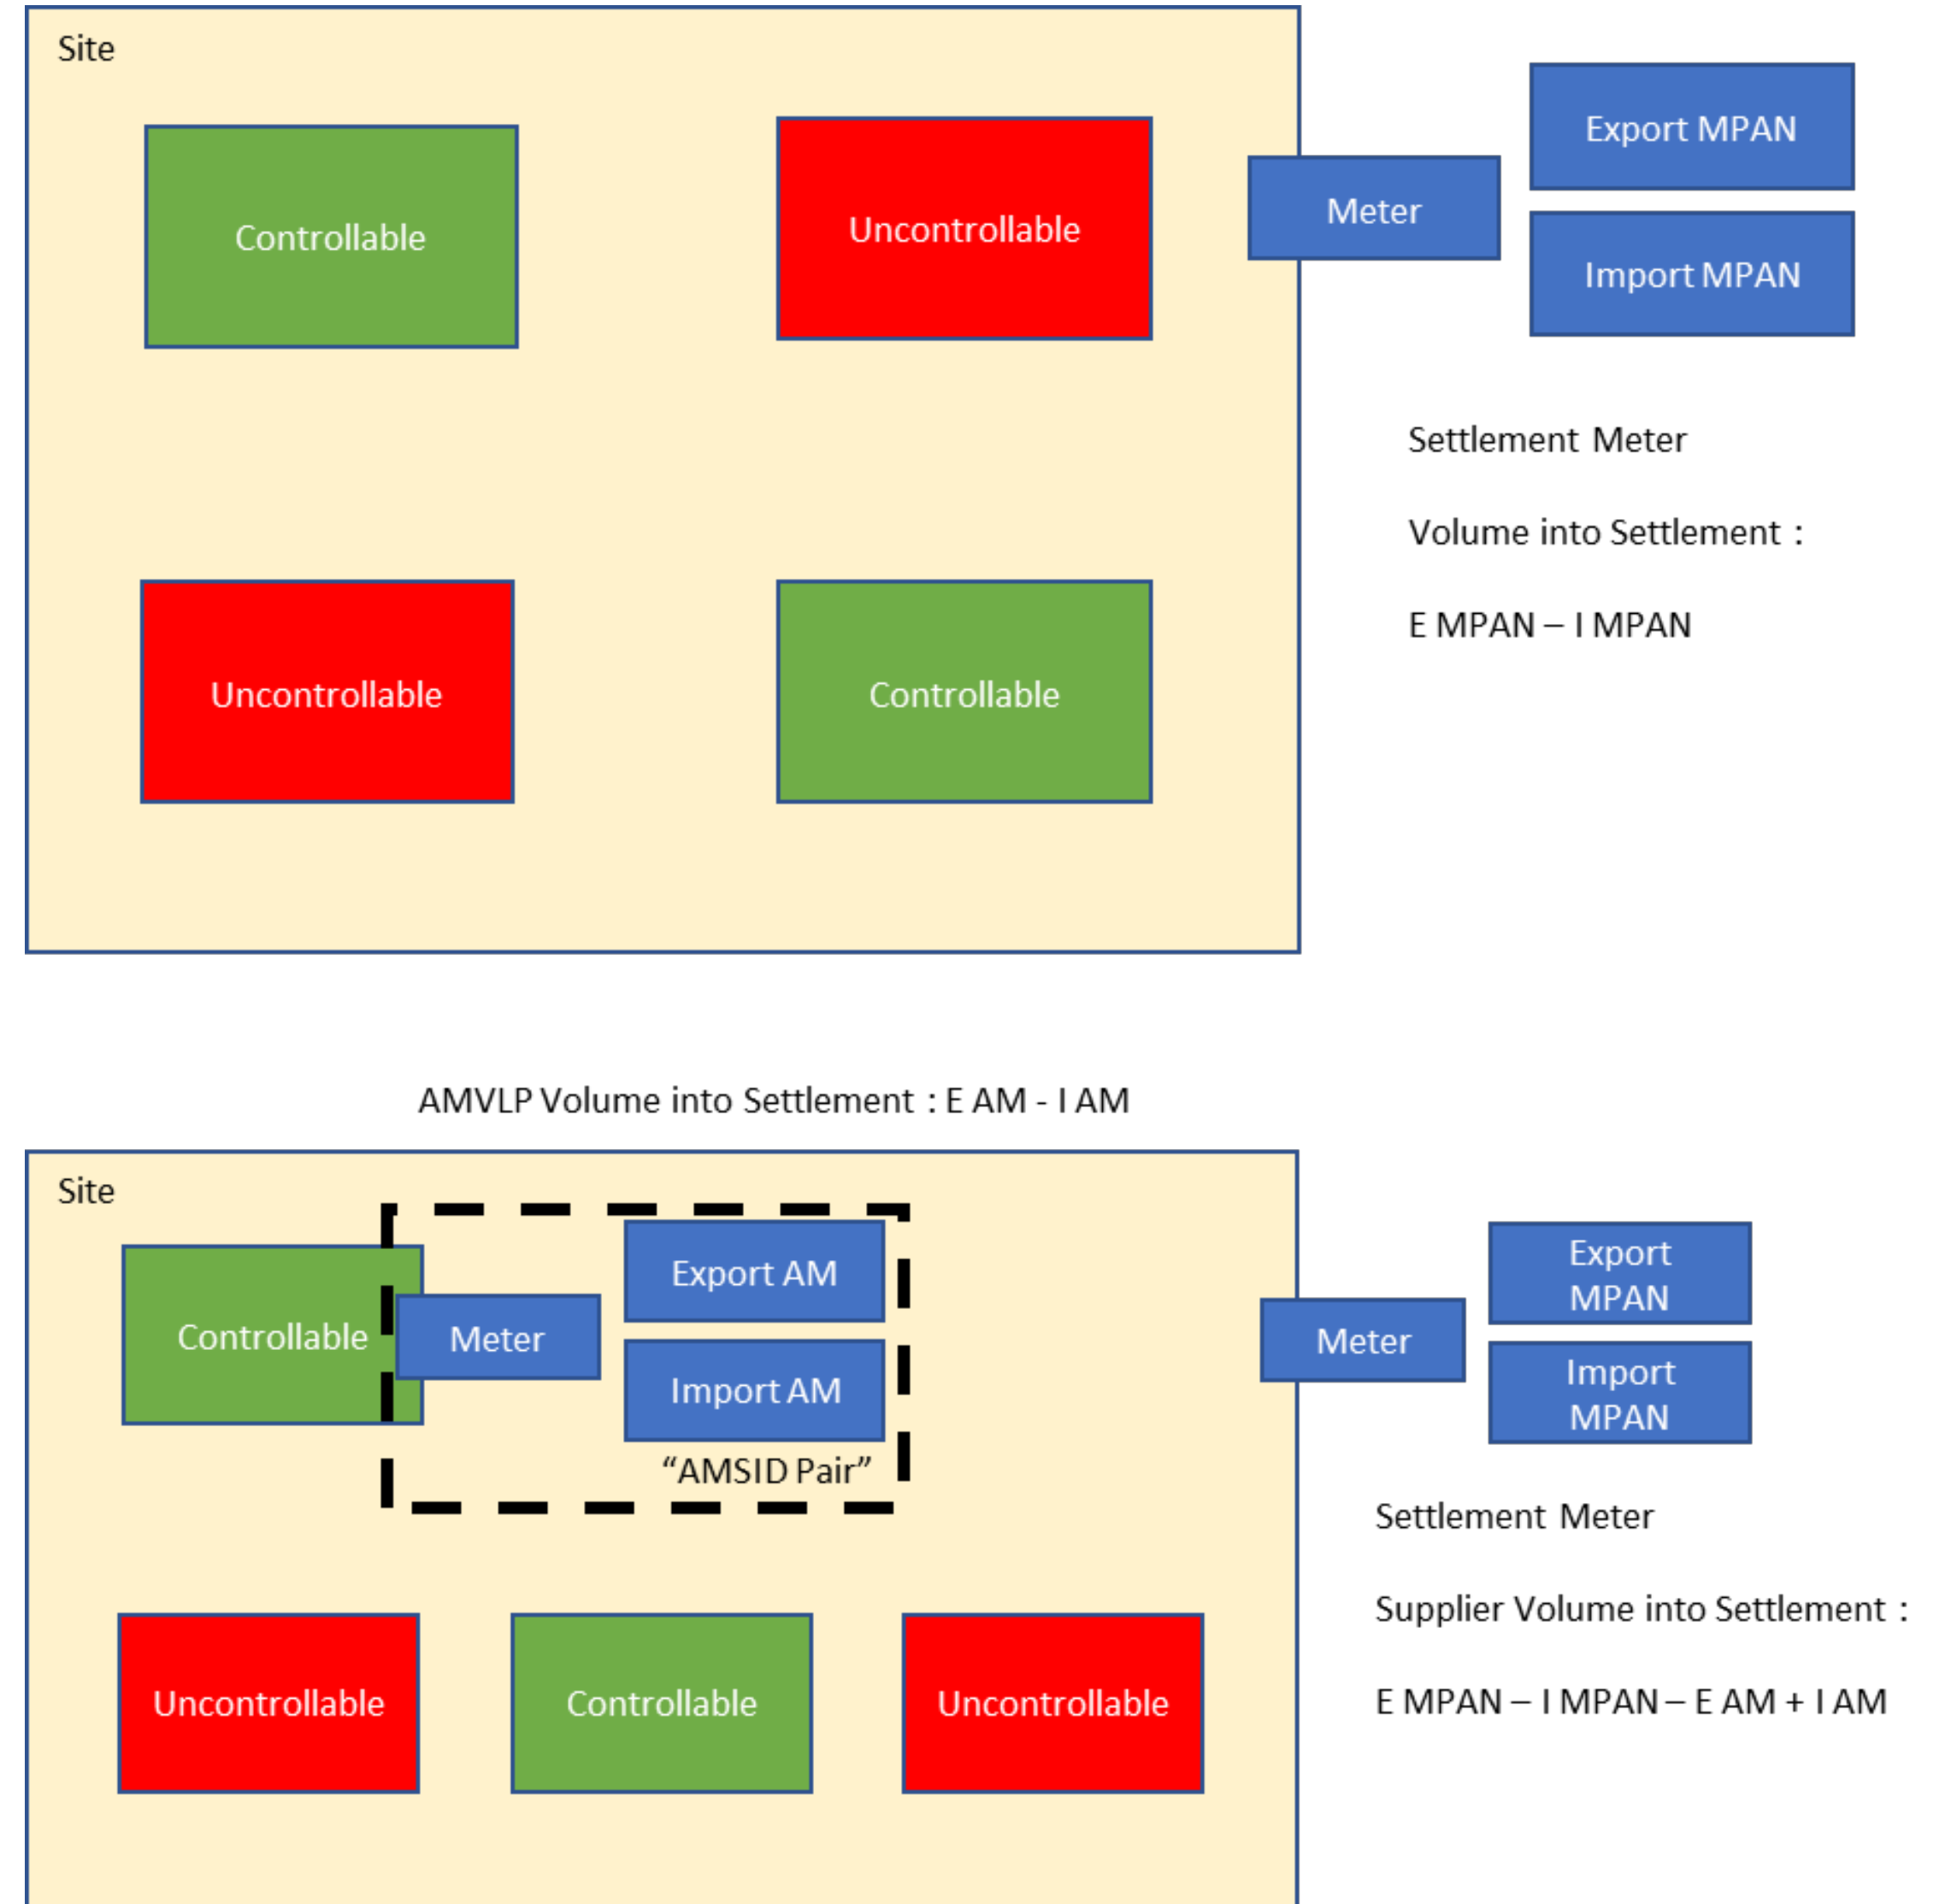 Site
Controllable
Uncontrollable
Meter
Export MPAN
Import MPAN
Settlement Meter
Volume into Settlement :
E MPAN – I MPAN
Uncontrollable
Controllable
AMVLP Volume into Settlement : E AM - I AM
Site
Controllable
Meter
Export AM
Import AM
“AMSID Pair”
Meter
Export
MPAN
Import
MPAN
Settlement Meter
Supplier Volume into Settlement :
E MPAN – I MPAN – E AM + I AM
Uncontrollable
Controllable
Uncontrollable